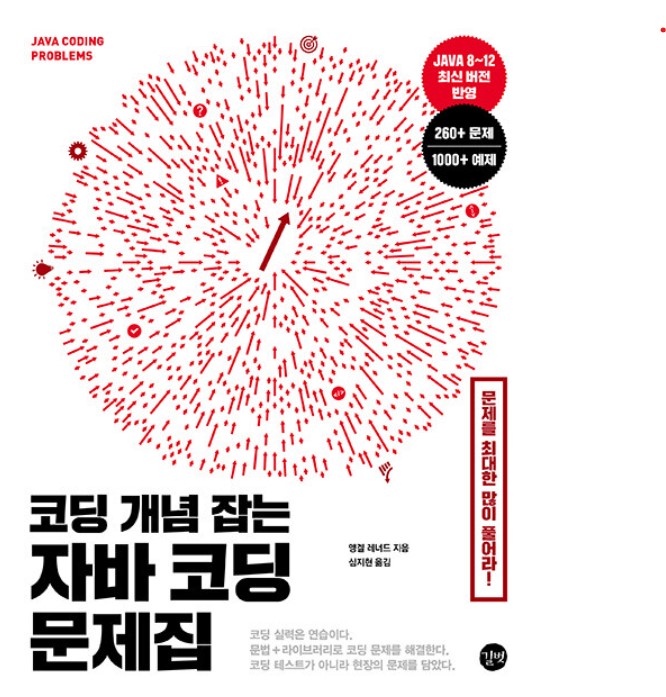 JAVA CODING
PROBLEMS
JAVA 8~12
최신 버전
반영
260+ 문제
1000+ 예제
?
문제를 최대한 많이 풀어라!
코딩 개념 잡는
자바 코딩
문제집
앵겔 레너드 지음
심지현 옮김
코딩 실력은 연습이다.
문법+라이브러리로 코딩 문제를 해결한다.
코딩 테스트가 아니라 현장의 문제를 담았다.
길벗